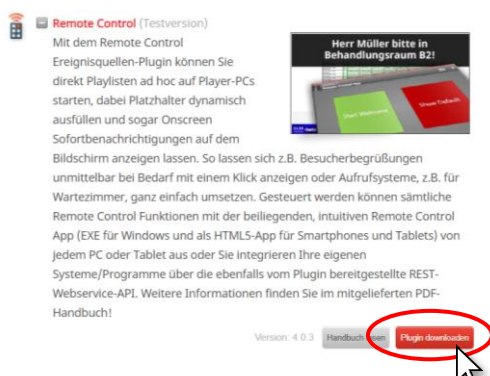 Remote Control (Testversion)
Mit dem Remote Control
Ereignisquellen-Plugin können Sie
direkt Playlisten ad hoc auf Player-PCs
starten, dabei Platzhalter dynamisch
ausfüllen und sogar Onscreen
Sofortbenachrichtigungen auf dem
Bildschirm anzeigen lassen. So lassen sich z.B. Besucherbegrüßungen
unmittelbar bei Bedarf mit einem Klick anzeigen oder Aufrufsysteme, z.B. für
Wartezimmer, ganz einfach umsetzen. Gesteuert werden können sämtliche
Remote Control Funktionen mit der beiliegenden, intuitiven Remote Control
App (EXE für Windows und als HTML5-App für Smartphones und Tablets) von
jedem PC oder Tablet aus oder Sie integrieren Ihre eigenen
Systeme/Programme über die ebenfalls vom Plugin bereitgestellte REST-
Webservice-API. Weitere Informationen finden Sie im mitgelieferten PDF-
Handbuch!
Herr Müller bitte in
Behandlungsraum B2!
Start Welcome
Show Default
Version: 4.0.3 Handbuch lesen Plugin downloaden